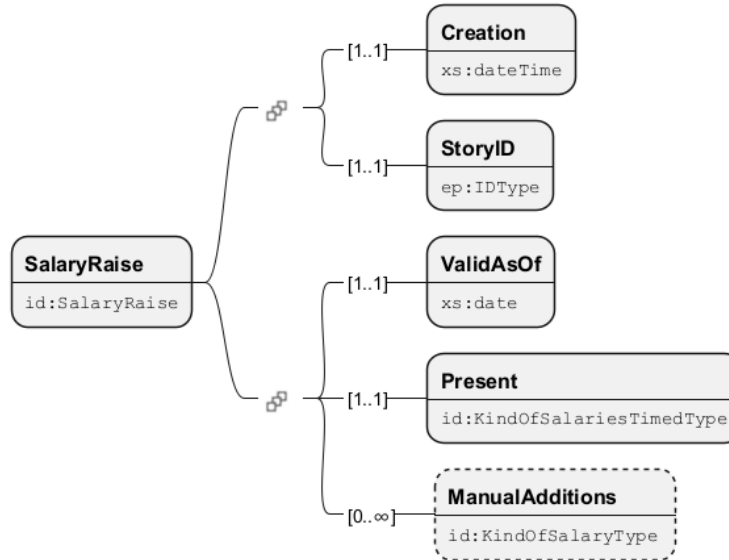 Creation
[1..1]
xs:dateTime
StoryID
[1..1]
ep:IDType
SalaryRaise
id:SalaryRaise
ValidAsOf
[1..1]
xs:date
Present
[1..1]
id:KindOfSalariesTimedType
ManualAdditions
[0..∞]
id:KindOfSalaryType